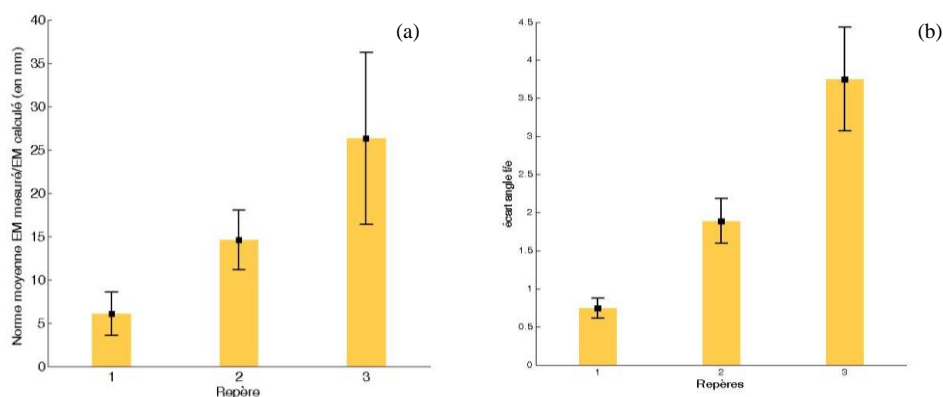 (a)
Norme moyenne EM mesuré/EM calculé (en mm)
40
35
30
25
20
15
10
5
0
1 2 3
Repère
(b)
écart angle f/e
4.5
4
3.5
3
2.5
2
1.5
1
0.5
0
1 2 3
Repères